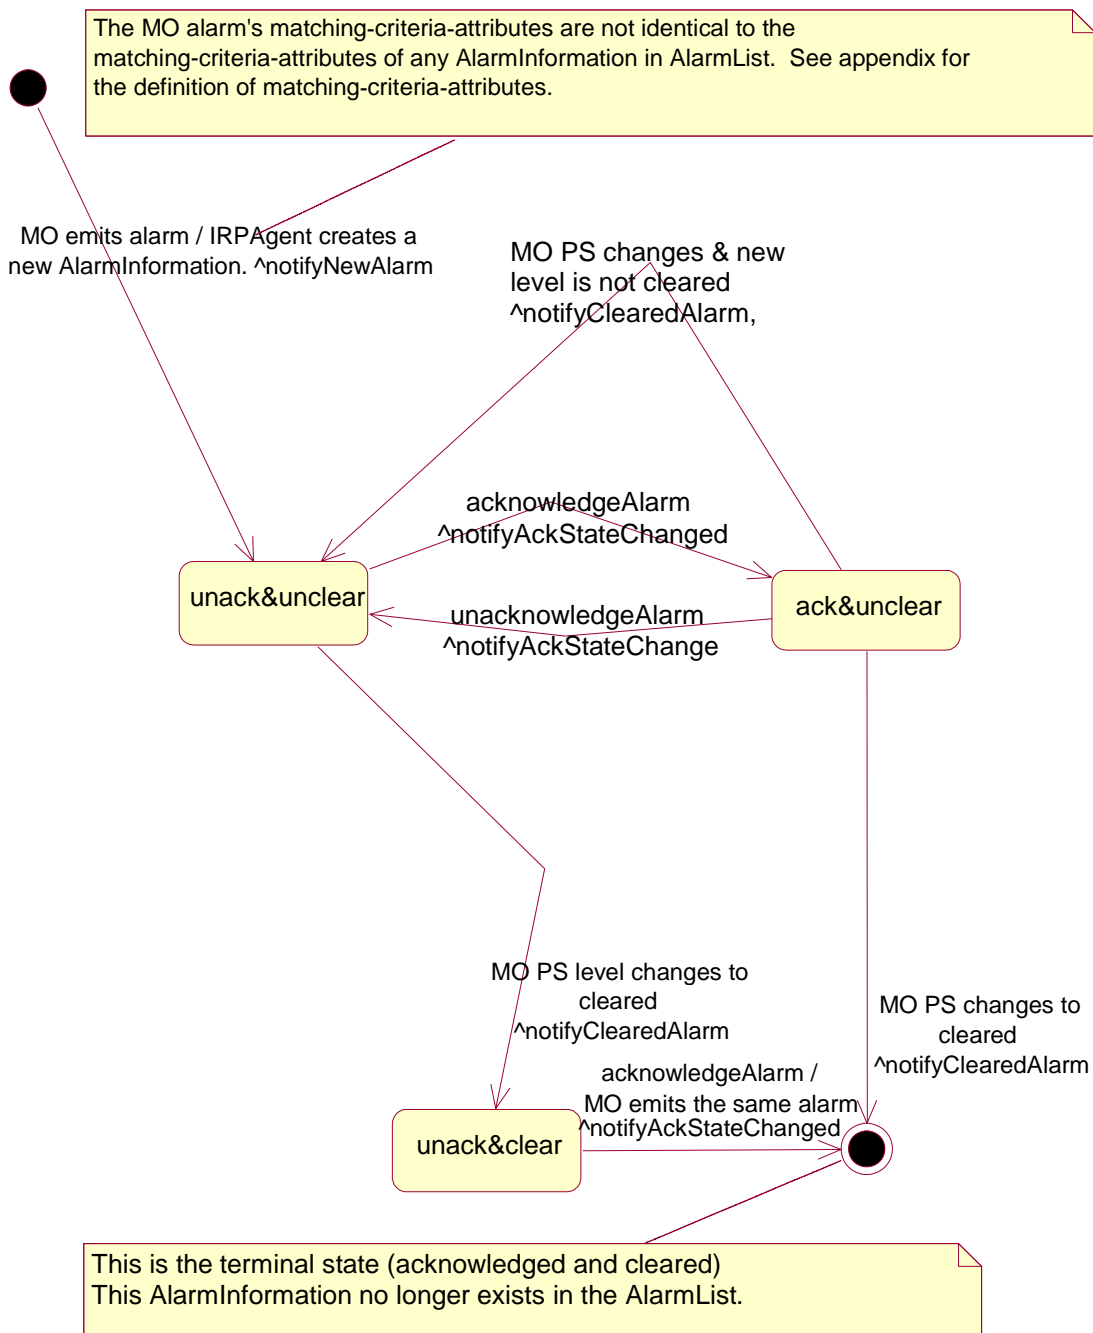 The MO alarm's matching-criteria-attributes are not identical to the
matching-criteria-attributes of any AlarmInformation in AlarmList.  See appendix for
the definition of matching-criteria-attributes.
MO emits alarm / IRPAgent creates a
new AlarmInformation. ^notifyNewAlarm
MO PS changes & new
level is not cleared
^notifyClearedAlarm,
acknowledgeAlarm
^notifyAckStateChanged
unack&unclear
ack&unclear
unacknowledgeAlarm
^notifyAckStateChange
MO PS level changes to
cleared
^notifyClearedAlarm
MO PS changes to
cleared
^notifyClearedAlarm
acknowledgeAlarm /
MO emits the same alarm
^notifyAckStateChanged
unack&clear
This is the terminal state (acknowledged and cleared)
This AlarmInformation no longer exists in the AlarmList.